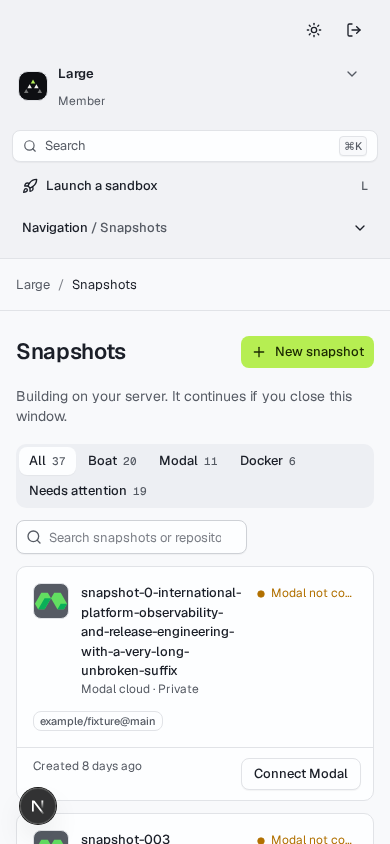 Large
Member
Search ⌘K
Launch a sandbox L
Navigation / Snapshots
Large / Snapshots
Snapshots
+ New snapshot
Building on your server. It continues if you close this
window.
All 37 Boat 20 Modal 11 Docker 6
Needs attention 19
Search snapshots or reposito
snapshot-0-international-
platform-observability-
and-release-engineering-
with-a-very-long-
unbroken-suffix
Modal not co…
Modal cloud · Private
example/fixture@main
Created 8 days ago
Connect Modal
N
snapshot-003
Modal not co…